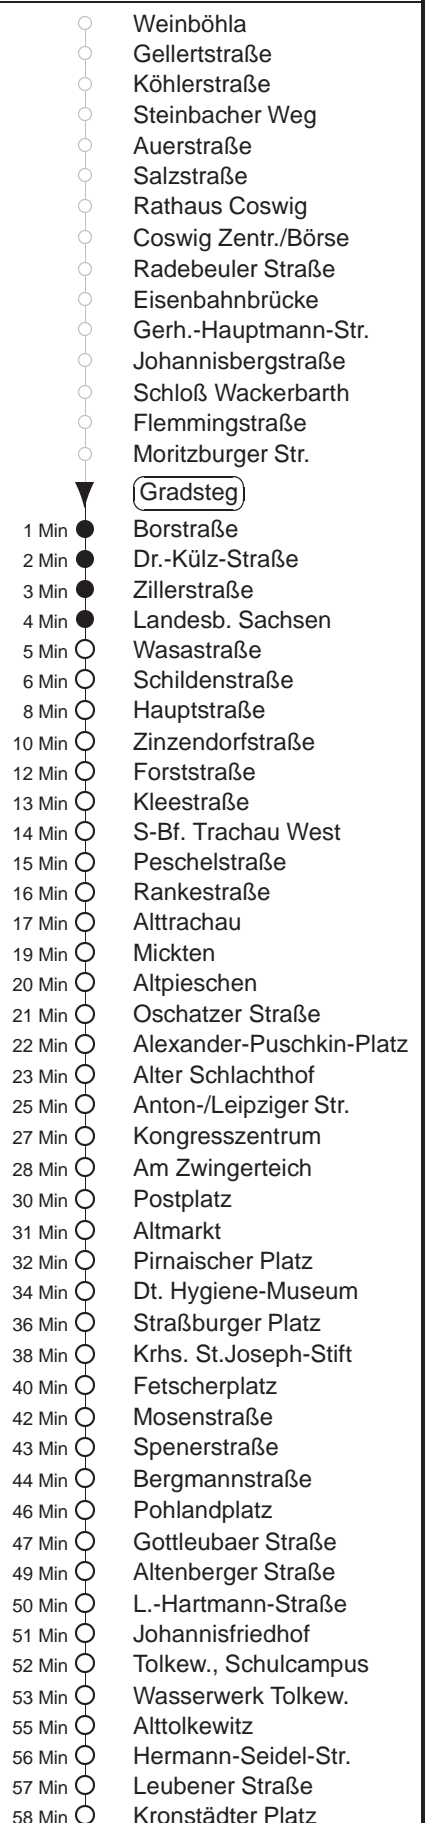 Weinböhla
Gellertstraße
Köhlerstraße
Steinbacher Weg
Auerstraße
Salzstraße
Rathaus Coswig
Coswig Zentr./Börse
Radebeuler Straße
Eisenbahnbrücke
Gerh.-Hauptmann-Str.
Johannisbergstraße
Schloß Wackerbarth
Flemmingstraße
Moritzburger Str.
Gradsteg
1 Min Borstraße
2 Min Dr.-Külz-Straße
3 Min Zillerstraße
4 Min Landesb. Sachsen
5 Min Wasastraße
6 Min Schildenstraße
8 Min Hauptstraße
10 Min Zinzendorfstraße
12 Min Forststraße
13 Min Kleestraße
14 Min S-Bf. Trachau West
15 Min Peschelstraße
16 Min Rankestraße
17 Min Alttrachau
19 Min Mickten
20 Min Altpieschen
21 Min Oschatzer Straße
22 Min Alexander-Puschkin-Platz
23 Min Alter Schlachthof
25 Min Anton-/Leipziger Str.
27 Min Kongresszentrum
28 Min Am Zwingerteich
30 Min Postplatz
31 Min Altmarkt
32 Min Pirnaischer Platz
34 Min Dt. Hygiene-Museum
36 Min Straßburger Platz
38 Min Krhs. St.Joseph-Stift
40 Min Fetscherplatz
42 Min Mosenstraße
43 Min Spenerstraße
44 Min Bergmannstraße
46 Min Pohlandplatz
47 Min Gottleubaer Straße
49 Min Altenberger Straße
50 Min L.-Hartmann-Straße
51 Min Johannisfriedhof
52 Min Tolkew., Schulcampus
53 Min Wasserwerk Tolkew.
55 Min Alttolkewitz
56 Min Hermann-Seidel-Str.
57 Min Leubener Straße
58 Min Kronstädter Platz